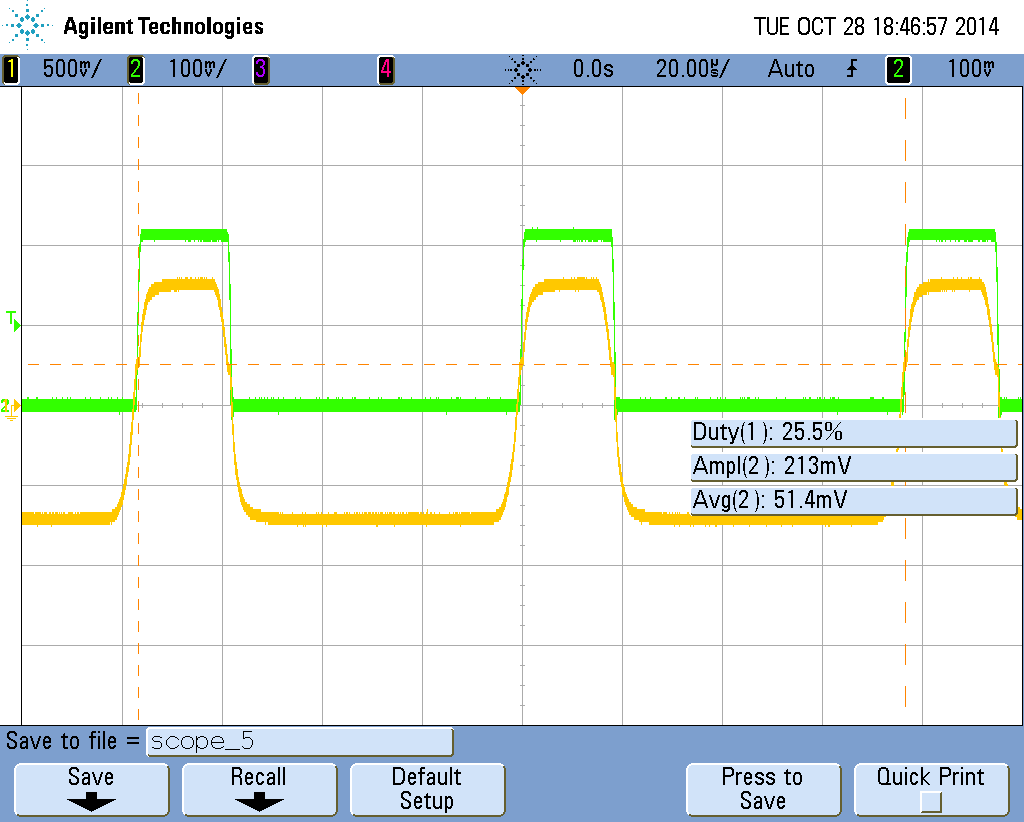 Agilent Technologies TUE OCT 28 18:46:57 2014
1 500mV/ 2 100mV/ 3 4 0.0s 20.00µs/ Auto 2 100mV
T
2
Duty(1): 25.5%
Ampl(2): 213mV
Avg(2): 51.4mV
Save to file = scope_5
Save Recall Default Setup Press to Save Quick Print